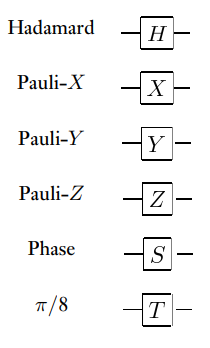 Hadamard H
Pauli-X X
Pauli-Y Y
Pauli-Z Z
Phase S
π/8 T